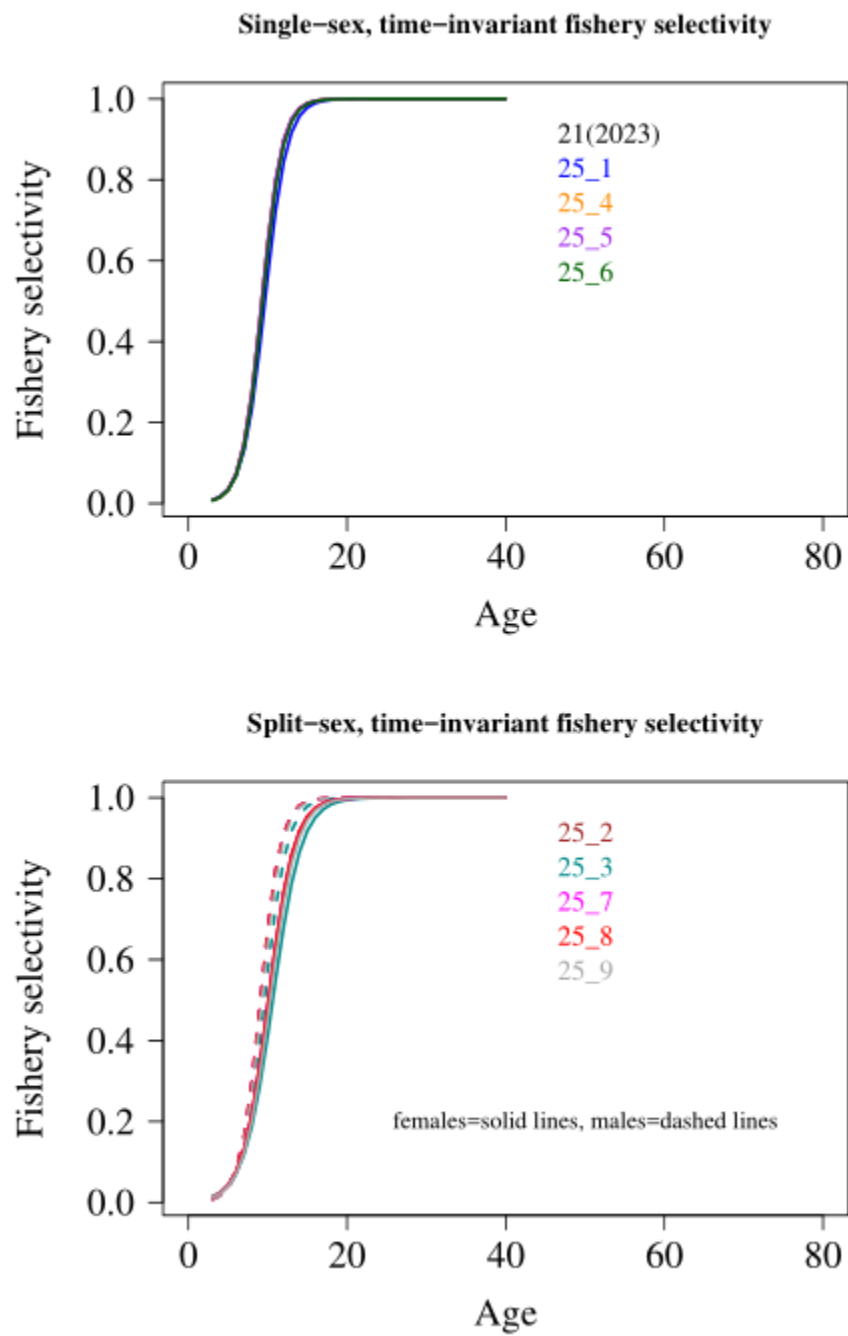 Single−sex, time−invariant fishery selectivity
1.0
0.8
0.6
0.4
0.2
0.0
Fishery selectivity
21(2023)
25_1
25_4
25_5
25_6
0 20 40 60 80
Age
Split−sex, time−invariant fishery selectivity
1.0
0.8
0.6
0.4
0.2
0.0
Fishery selectivity
25_2
25_3
25_7
25_8
25_9
females=solid lines, males=dashed lines
0 20 40 60 80
Age